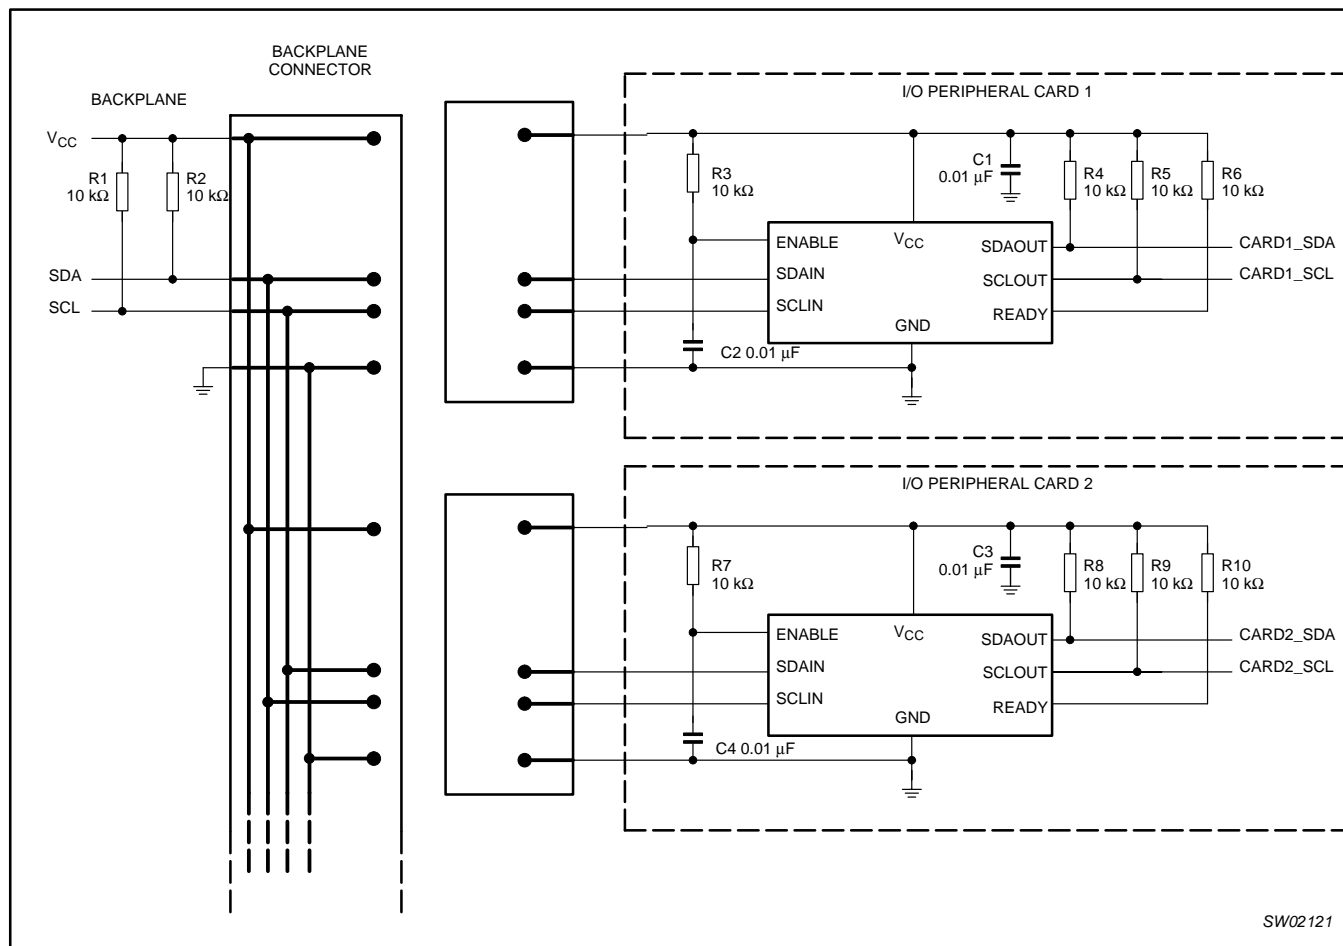 BACKPLANE
CONNECTOR
BACKPLANE
VCC
R1
10 kΩ
R2
10 kΩ
SDA
SCL
I/O PERIPHERAL CARD 1
R3
10 kΩ
C1
0.01 µF
R4
10 kΩ
R5
10 kΩ
R6
10 kΩ
ENABLE
VCC
SDAOUT
CARD1_SDA
SDAIN
SCLOUT
CARD1_SCL
SCLIN
GND
READY
C2 0.01 µF
I/O PERIPHERAL CARD 2
R7
10 kΩ
C3
0.01 µF
R8
10 kΩ
R9
10 kΩ
R10
10 kΩ
ENABLE
VCC
SDAOUT
CARD2_SDA
SDAIN
SCLOUT
CARD2_SCL
SCLIN
GND
READY
C4 0.01 µF
SW02121